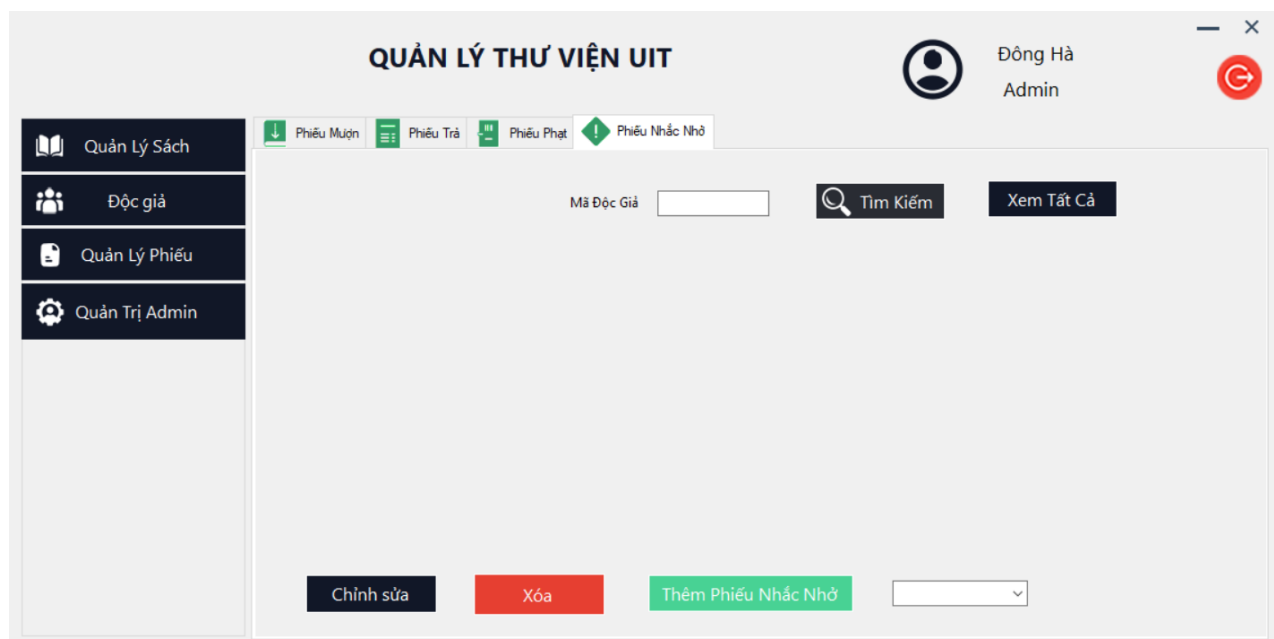 QUẢN LÝ THƯ VIỆN UIT
Đông Hà
Admin
Quản Lý Sách
Độc giả
Quản Lý Phiếu
Quản Trị Admin
Phiếu Mượn Phiếu Trả Phiếu Phạt Phiếu Nhắc Nhở
Mã Độc Giả Tìm Kiếm Xem Tất Cả
Chỉnh sửa Xóa Thêm Phiếu Nhắc Nhở